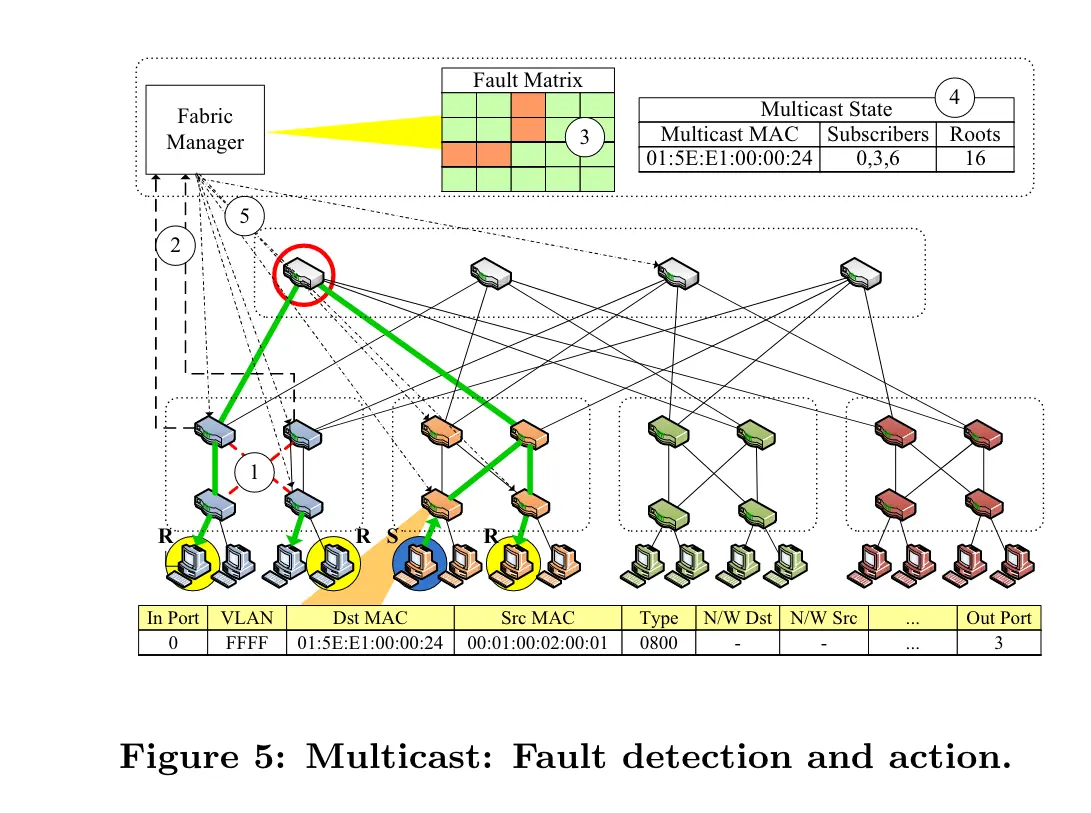 Fault Matrix
Fabric
Manager
3
4
Multicast State
Multicast MAC Subscribers Roots
01:5E:E1:00:00:24 0,3,6 16
5
2
1
R R S R
In Port VLAN Dst MAC Src MAC Type N/W Dst N/W Src ... Out Port
0 FFFF 01:5E:E1:00:00:24 00:01:00:02:00:01 0800 - - ... 3
Figure 5: Multicast: Fault detection and action.